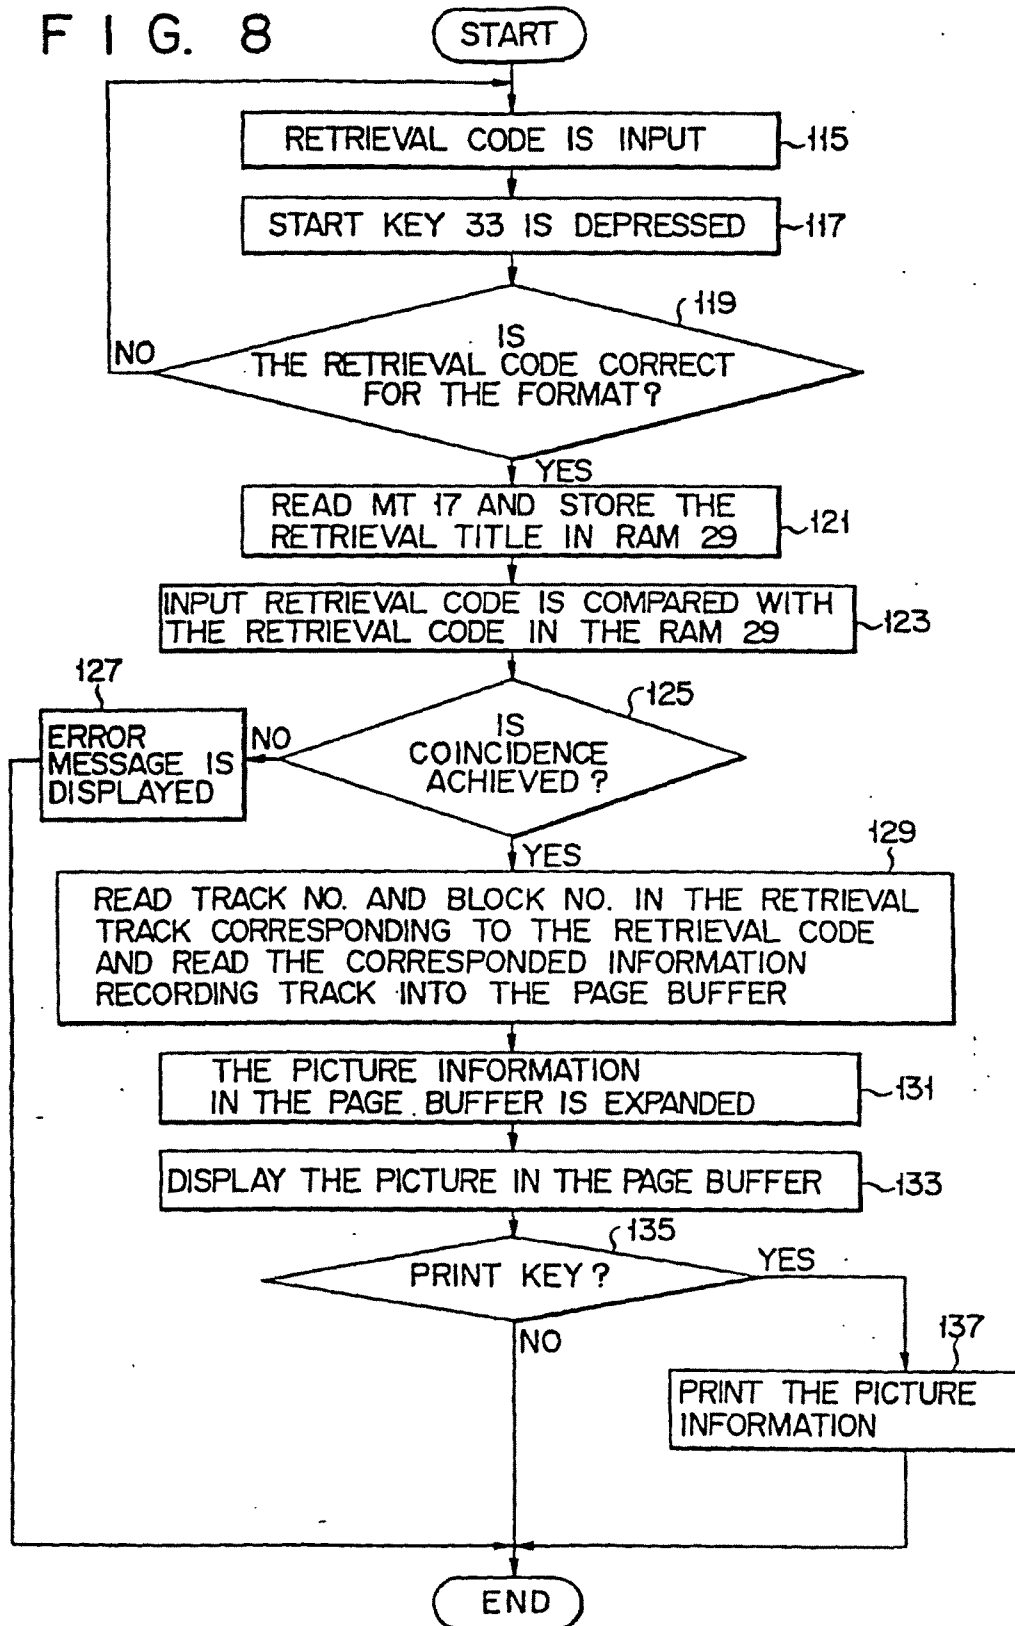 FIG. 8
START
RETRIEVAL CODE IS INPUT
115
START KEY 33 IS DEPRESSED
117
119
IS
THE RETRIEVAL CODE CORRECT
FOR THE FORMAT?
NO
YES
READ MT 17 AND STORE THE
RETRIEVAL TITLE IN RAM 29
121
INPUT RETRIEVAL CODE IS COMPARED WITH
THE RETRIEVAL CODE IN THE RAM 29
123
127
125
ERROR
MESSAGE IS
DISPLAYED
NO
IS
COINCIDENCE
ACHIEVED?
YES
129
READ TRACK NO. AND BLOCK NO. IN THE RETRIEVAL
TRACK CORRESPONDING TO THE RETRIEVAL CODE
AND READ THE CORRESPONDED INFORMATION
RECORDING TRACK INTO THE PAGE BUFFER
THE PICTURE INFORMATION
IN THE PAGE BUFFER IS EXPANDED
131
DISPLAY THE PICTURE IN THE PAGE BUFFER
133
135
PRINT KEY?
YES
NO
137
PRINT THE PICTURE
INFORMATION
END